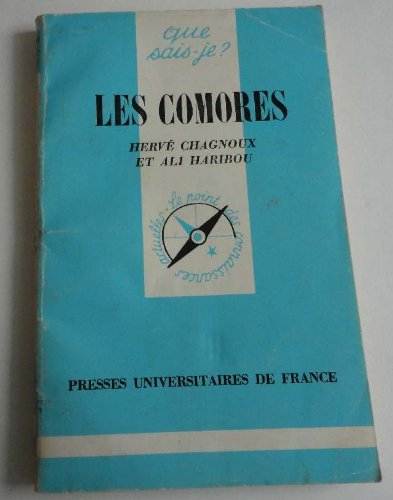 que
sais-je?
LES COMORES
HERVÉ CHAGNOUX
ET ALI HARIBOU
Le point des connaissances actuelles
PRESSES UNIVERSITAIRES DE FRANCE